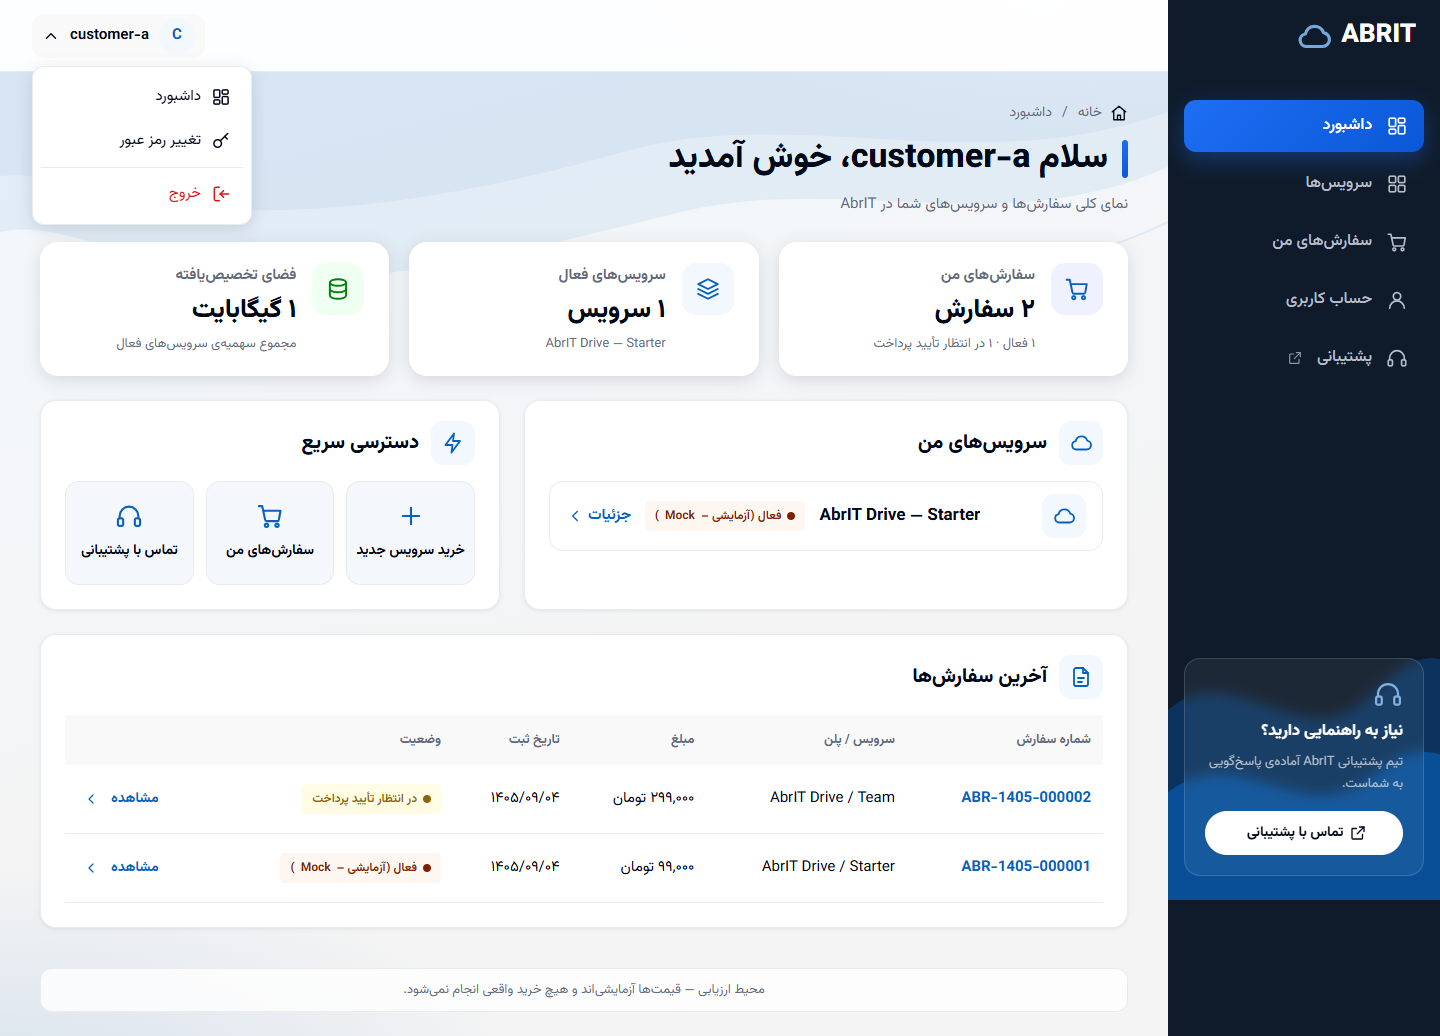 ABRIT
داشبورد
سرویس‌ها
سفارش‌های من
حساب کاربری
پشتیبانی
نیاز به راهنمایی دارید؟
تیم پشتیبانی AbrIT آماده‌ی پاسخ‌گویی
به شماست.
تماس با پشتیبانی
C customer-a
داشبورد
تغییر رمز عبور
خروج
خانه / داشبورد
سلام customer-a، خوش آمدید
نمای کلی سفارش‌ها و سرویس‌های شما در AbrIT
سفارش‌های من
۲ سفارش
۱ فعال · ۱ در انتظار تأیید پرداخت
سرویس‌های فعال
۱ سرویس
AbrIT Drive — Starter
فضای تخصیص‌یافته
۱ گیگابایت
مجموع سهمیه‌ی سرویس‌های فعال
سرویس‌های من
AbrIT Drive — Starter فعال (آزمایشی – Mock ) جزئیات
دسترسی سریع
خرید سرویس جدید
سفارش‌های من
تماس با پشتیبانی
آخرین سفارش‌ها
شماره سفارش سرویس / پلن مبلغ تاریخ ثبت وضعیت
ABR-1405-000002 AbrIT Drive / Team ۲۹۹,۰۰۰ تومان ۱۴۰۵/۰۹/۰۴ در انتظار تأیید پرداخت مشاهده
ABR-1405-000001 AbrIT Drive / Starter ۹۹,۰۰۰ تومان ۱۴۰۵/۰۹/۰۴ فعال (آزمایشی – Mock ) مشاهده
محیط ارزیابی — قیمت‌ها آزمایشی‌اند و هیچ خرید واقعی انجام نمی‌شود.